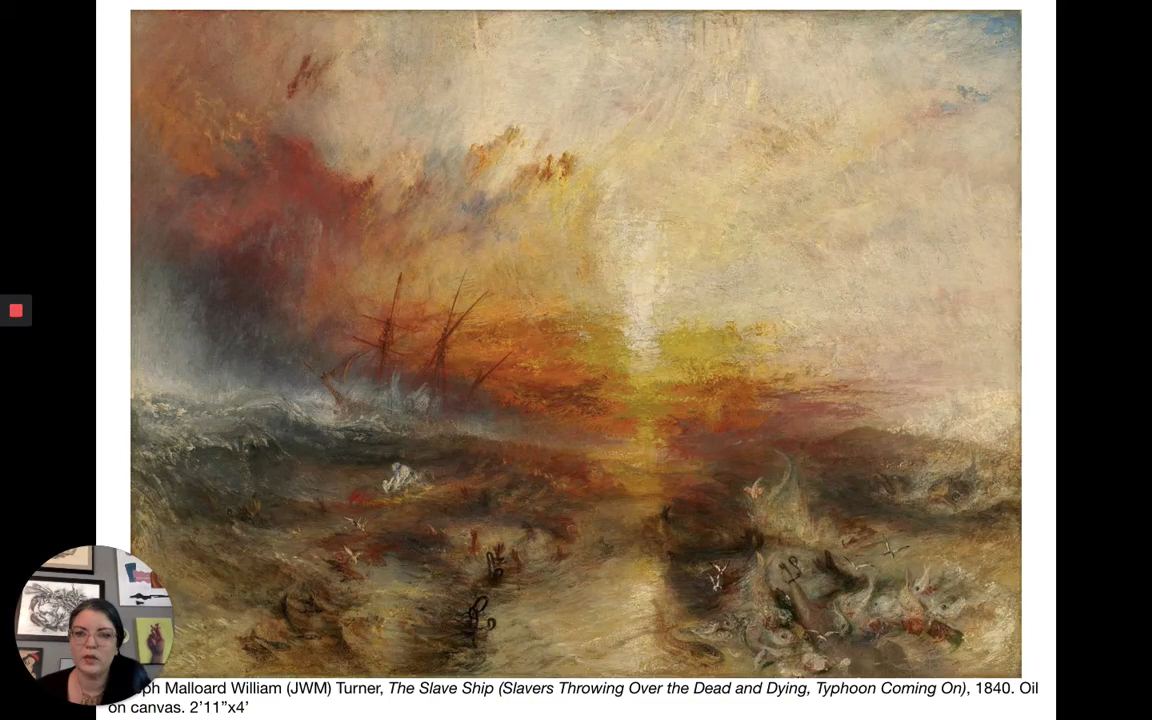 Malloard William (JWM) Turner, The Slave Ship (Slavers Throwing Over the Dead and Dying, Typhoon Coming On), 1840. Oil
on canvas. 2'11”x4’